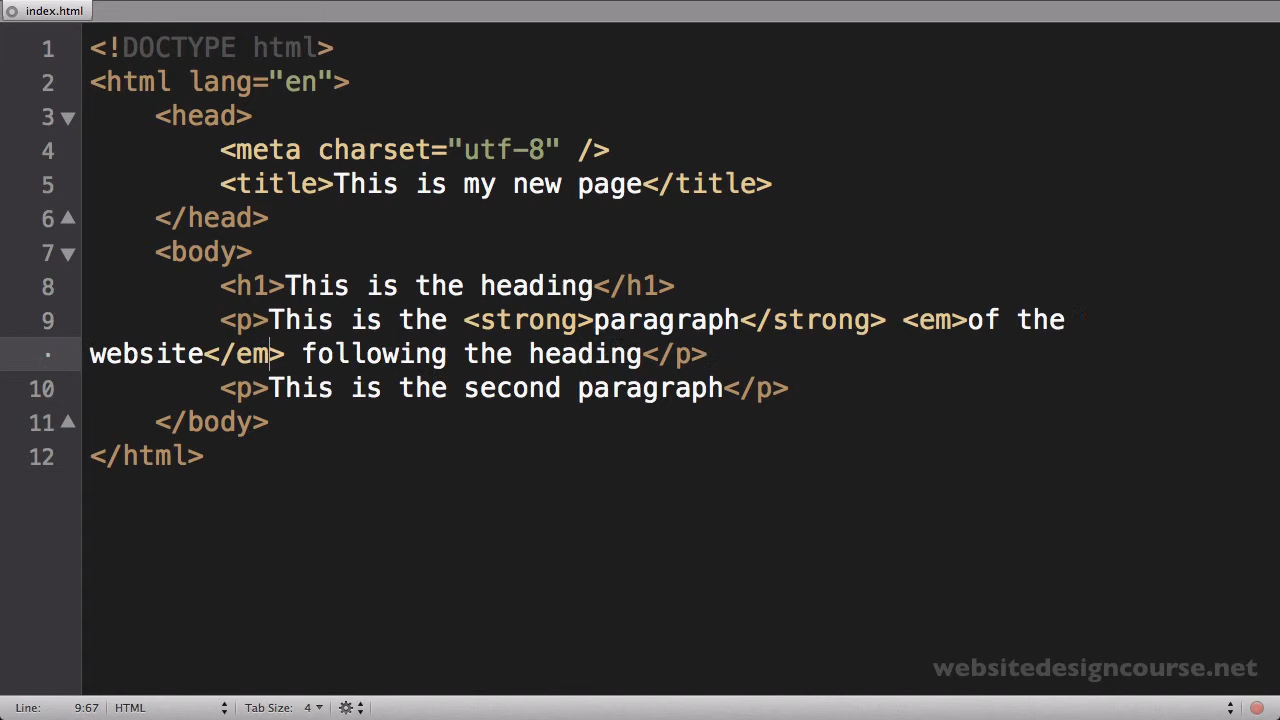 index.html
1 <!DOCTYPE html>
2 <html lang="en">
3 <head>
4 <meta charset="utf-8" />
5 <title>This is my new page</title>
6 </head>
7 <body>
8 <h1>This is the heading</h1>
9 <p>This is the <strong>paragraph</strong> <em>of the
· website</em> following the heading</p>
10 <p>This is the second paragraph</p>
11 </body>
12 </html>
websitedesigncourse.net
Line: 9:67 HTML Tab Size: 4